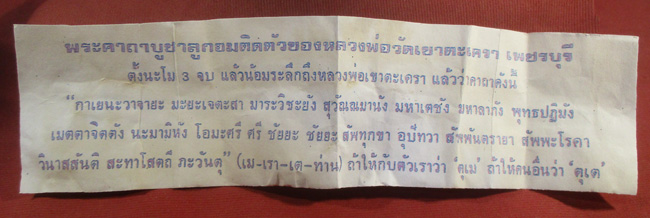 พระคาถาบูชาลูกอมติดตัวของหลวงพ่อวัดเขาตะเครา เพชรบุรี
ตั้งนะโม 3 จบ แล้วน้อมระลึกถึงหลวงพ่อเขาตะเครา แล้วว่าคาถาดังนี้
"กาเยนะวาจายะ มะยะเจตะสา มาระวิชะยัง สุวัณณมานัง มหาเตชัง มหาลาภัง พุทธปฏิมัง
เมตตาจิตตัง นะมามิหัง โอมะศรี ศรี ชัยยะ ชัยยะ สัพทุกขา อุปัทวา สัพพันตรายา สัพพะโรคา
วินาสสันติ สะทาโสตถี ภะวันตุ" (เม-เรา-เต-ท่าน) ถ้าให้กับตัวเราว่า 'ตุเม' ถ้าให้คนอื่นว่า 'ตุเต'